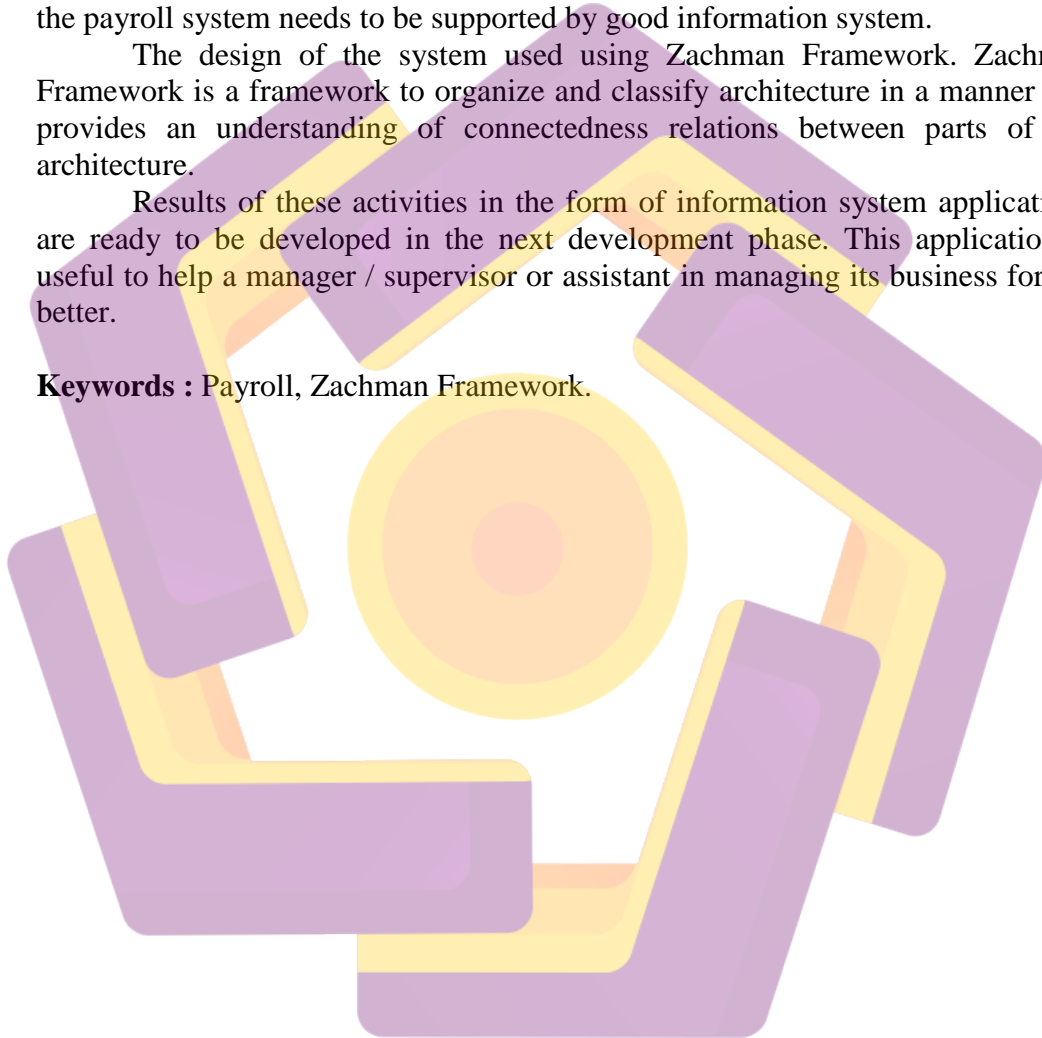 the payroll system needs to be supported by good information system.
The design of the system used using Zachman Framework. Zachm
Framework is a framework to organize and classify architecture in a manner
provides an understanding of connectedness relations between parts of
architecture.
Results of these activities in the form of information system applicati
are ready to be developed in the next development phase. This applicatio
useful to help a manager / supervisor or assistant in managing its business for
better.
Keywords : Payroll, Zachman Framework.